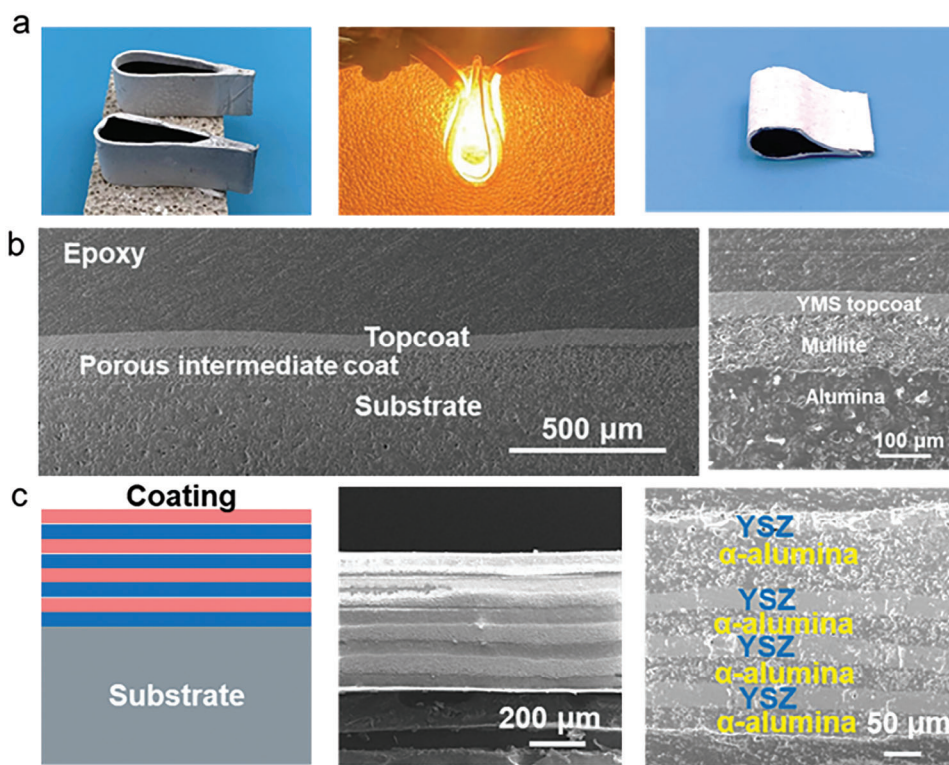 a
b
Epoxy
Topcoat
Porous intermediate coat
Substrate
500 µm
YMS topcoat
Mullite
Alumina
100 µm
c
Coating
Substrate
200 µm
YSZ
α-alumina
YSZ
α-alumina
YSZ
α-alumina
YSZ
α-alumina
50 µm